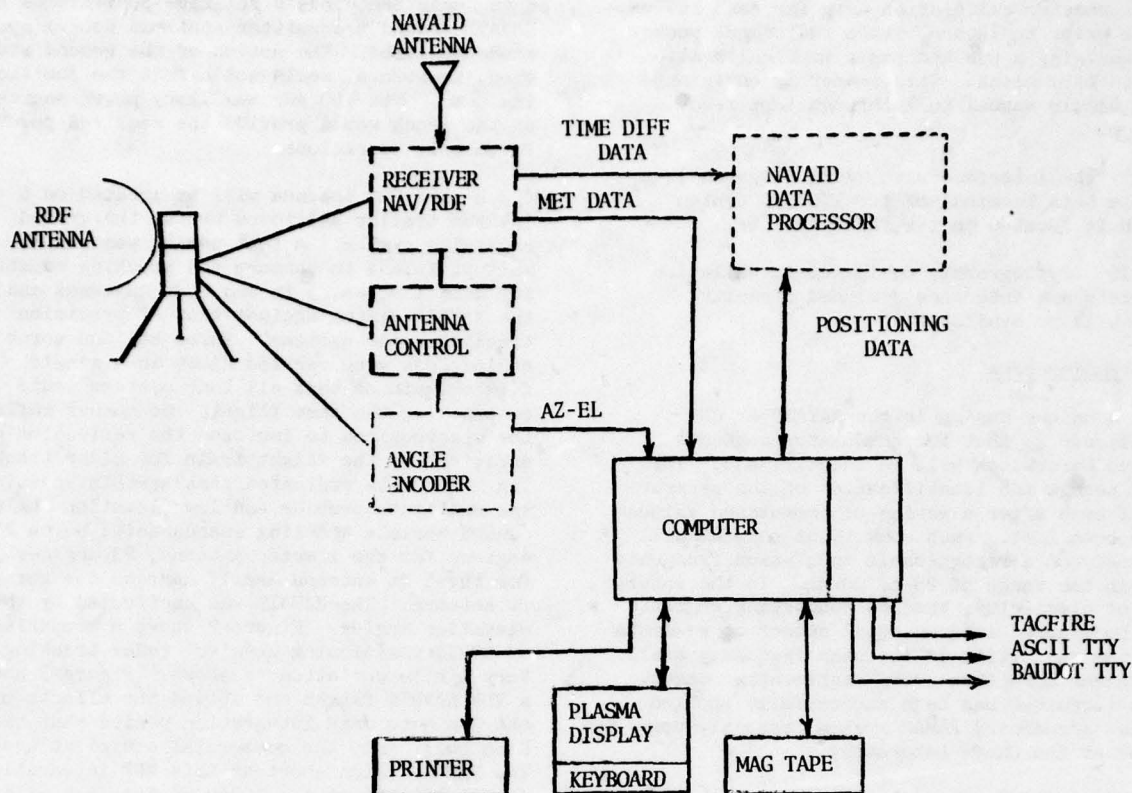 NAVAID
ANTENNA
TIME DIFF
DATA
RECEIVER
NAV/RDF
MET DATA
NAVAID
DATA
PROCESSOR
RDF
ANTENNA
ANTENNA
CONTROL
POSITIONING
DATA
AZ-EL
ANGLE
ENCODER
COMPUTER
TACFIRE
ASCII TTY
BAUDOT TTY
PLASMA
DISPLAY
PRINTER
KEYBOARD
MAG TAPE